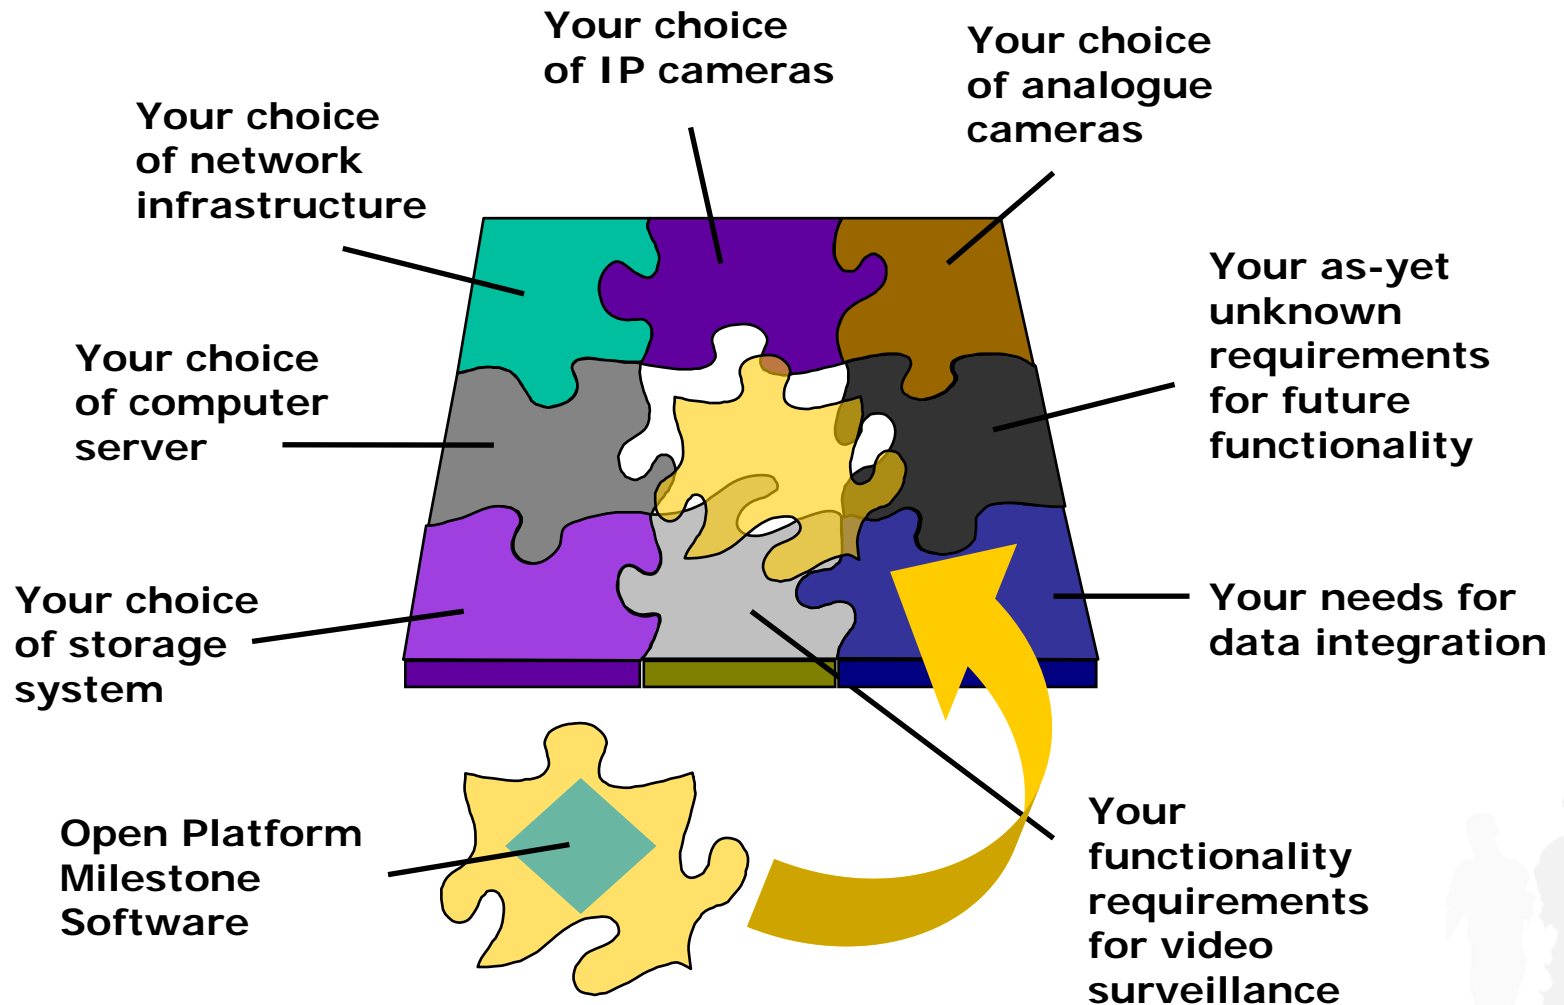 Your choice
of IP cameras
Your choice
of analogue
cameras
Your choice
of network
infrastructure
Your as-yet
unknown
requirements
for future
functionality
Your choice
of computer
server
Your choice
of storage
system
Your needs for
data integration
Open Platform
Milestone
Software
Your
functionality
requirements
for video
surveillance